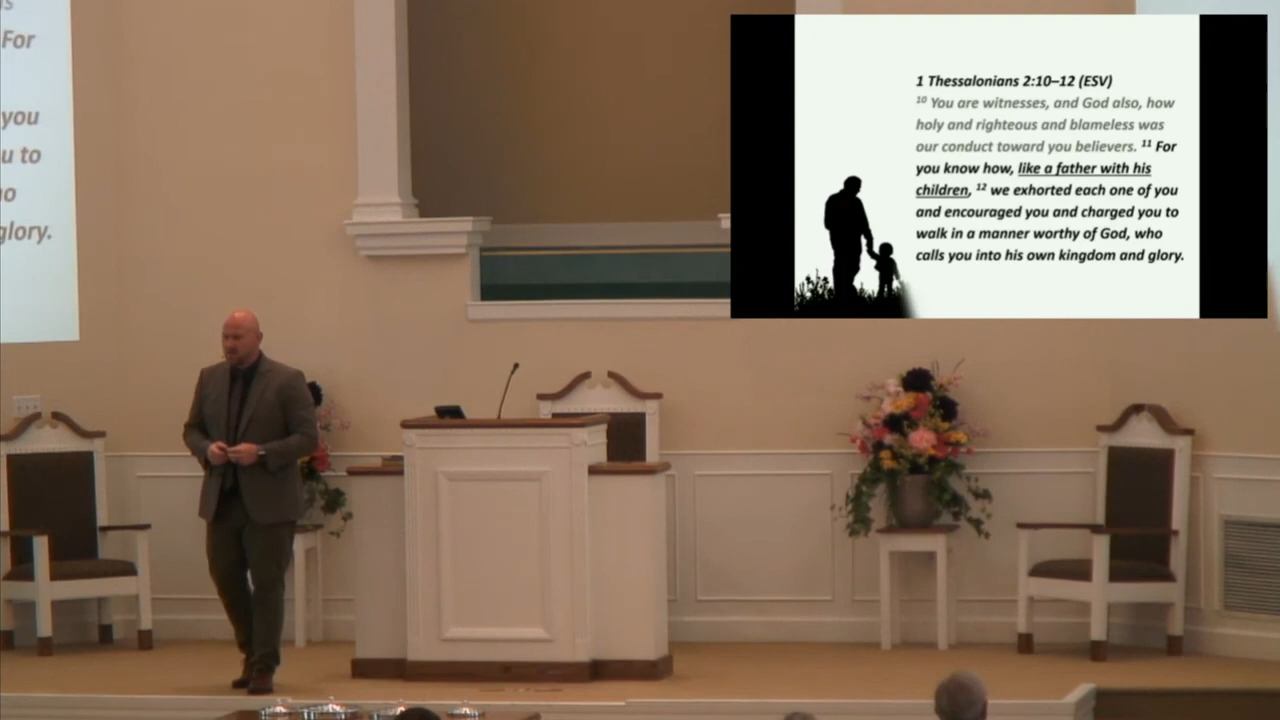 For
you
u to
glory.
1 Thessalonians 2:10–12 (ESV)
10 You are witnesses, and God also, how
holy and righteous and blameless was
our conduct toward you believers. 11 For
you know how, like a father with his
children, 12 we exhorted each one of you
and encouraged you and charged you to
walk in a manner worthy of God, who
calls you into his own kingdom and glory.